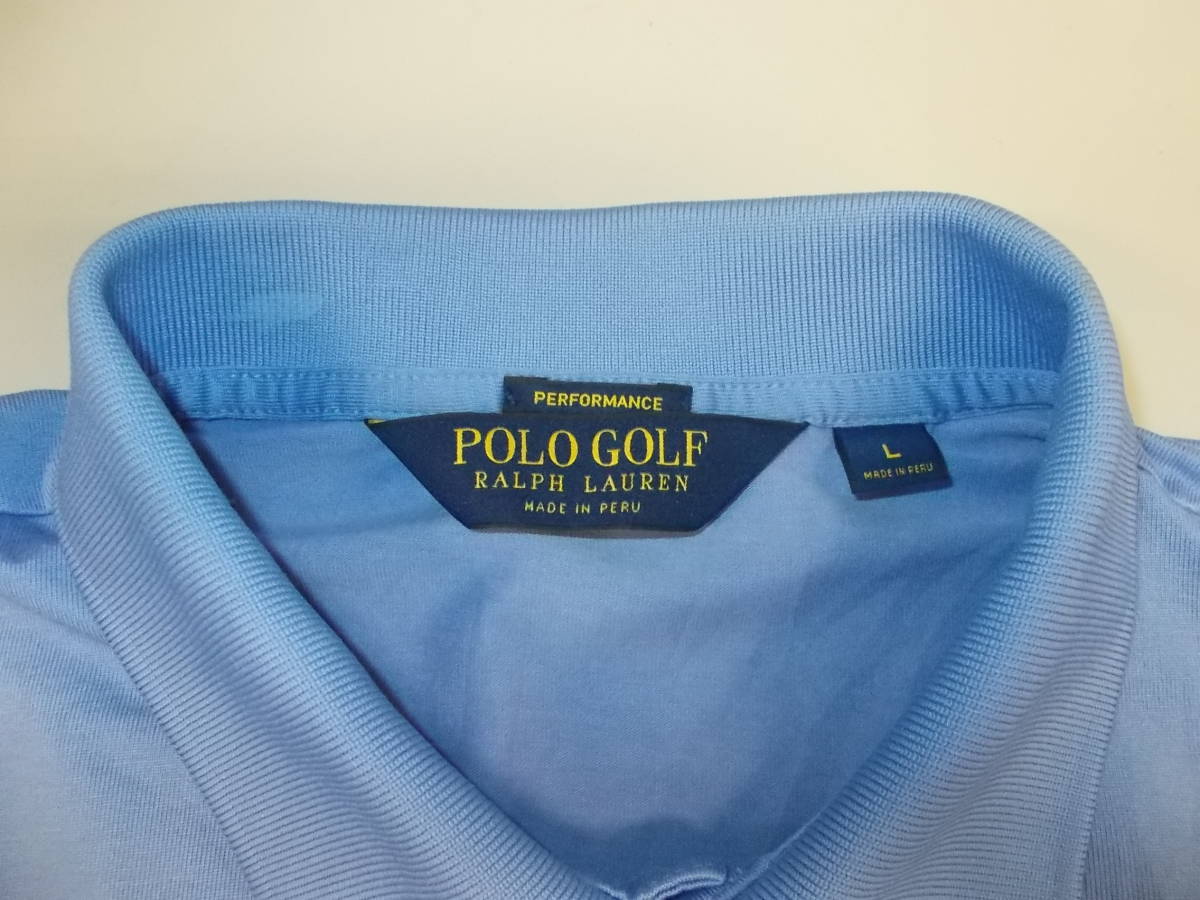 PERFORMANCE
POLO GOLF
RALPH LAUREN
MADE IN PERU
L
MADE IN PERU